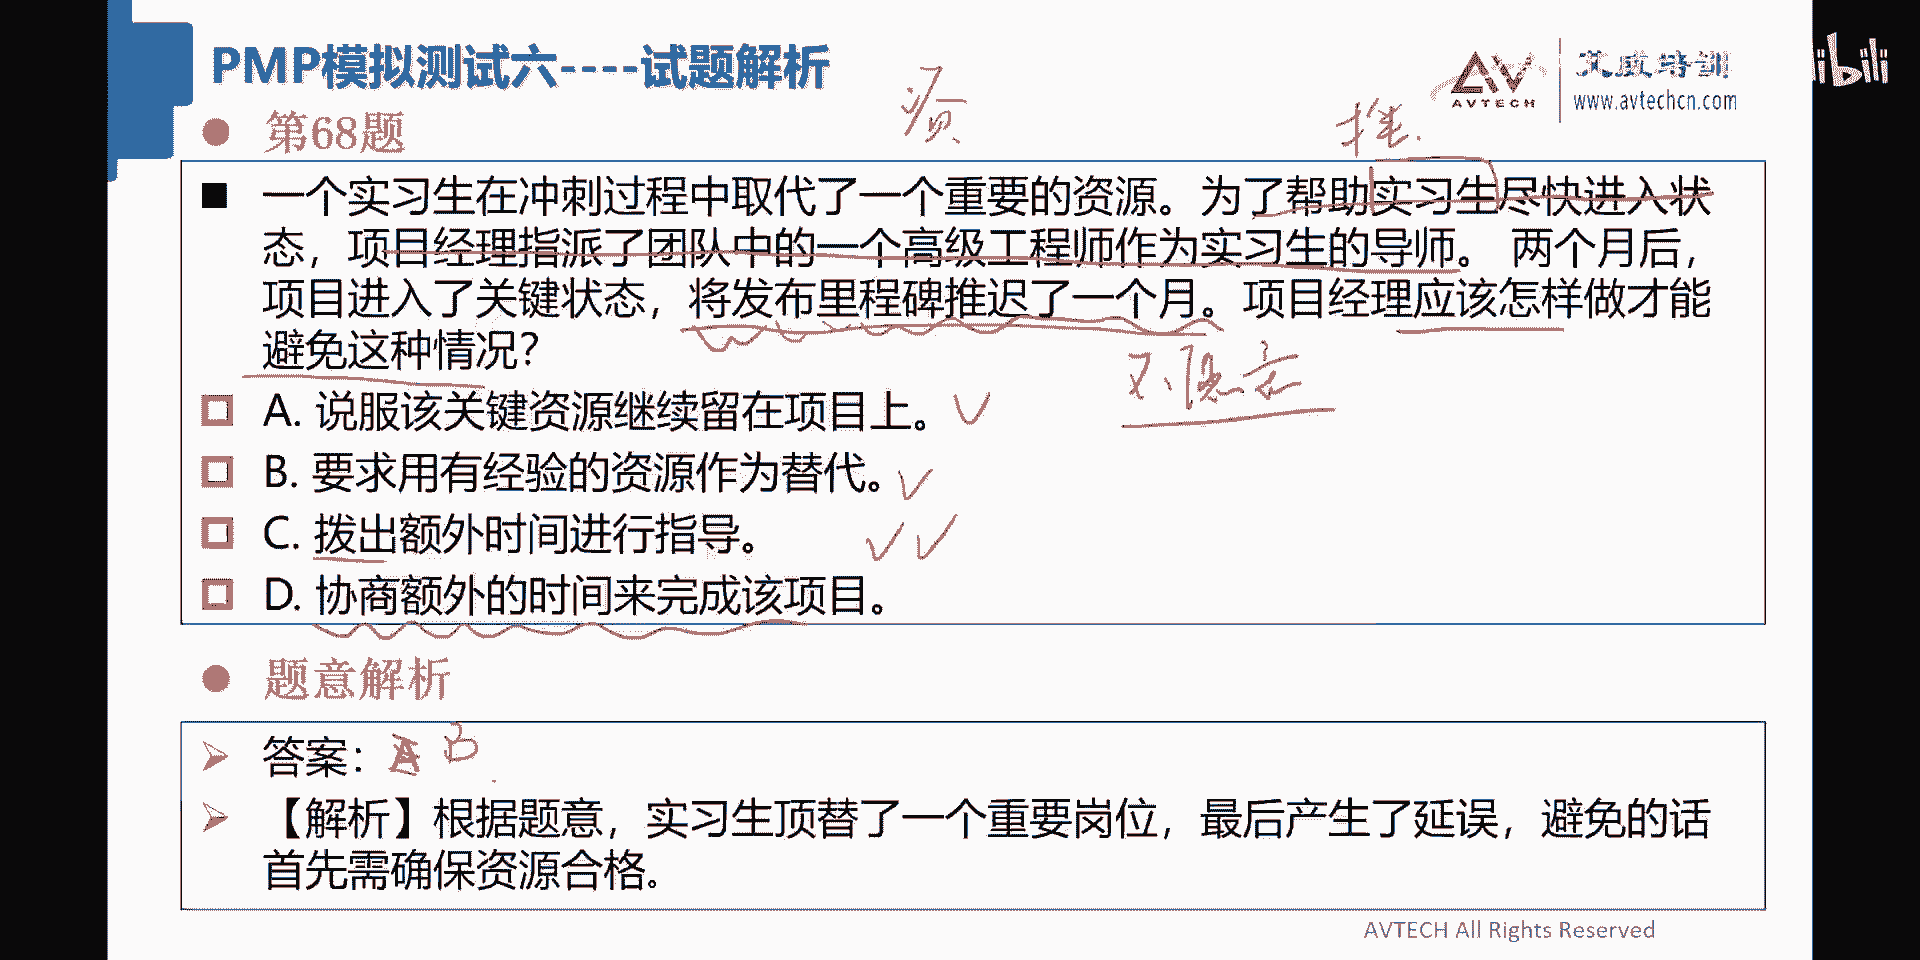 PMP模拟测试六----试题解析
AVTECH
艾威培训
www.avtechcn.com
bili
第68题
一个实习生在冲刺过程中取代了一个重要的资源。为了帮助实习生尽快进入状
态，项目经理指派了团队中的一个高级工程师作为实习生的导师。 两个月后，
项目进入了关键状态，将发布里程碑推迟了一个月。项目经理应该怎样做才能
避免这种情况？
A. 说服该关键资源继续留在项目上。
B. 要求用有经验的资源作为替代。
C. 拨出额外时间进行指导。
D. 协商额外的时间来完成该项目。
题意解析
答案：A B
【解析】根据题意，实习生顶替了一个重要岗位，最后产生了延误，避免的话
首先需确保资源合格。
AVTECH All Rights Reserved